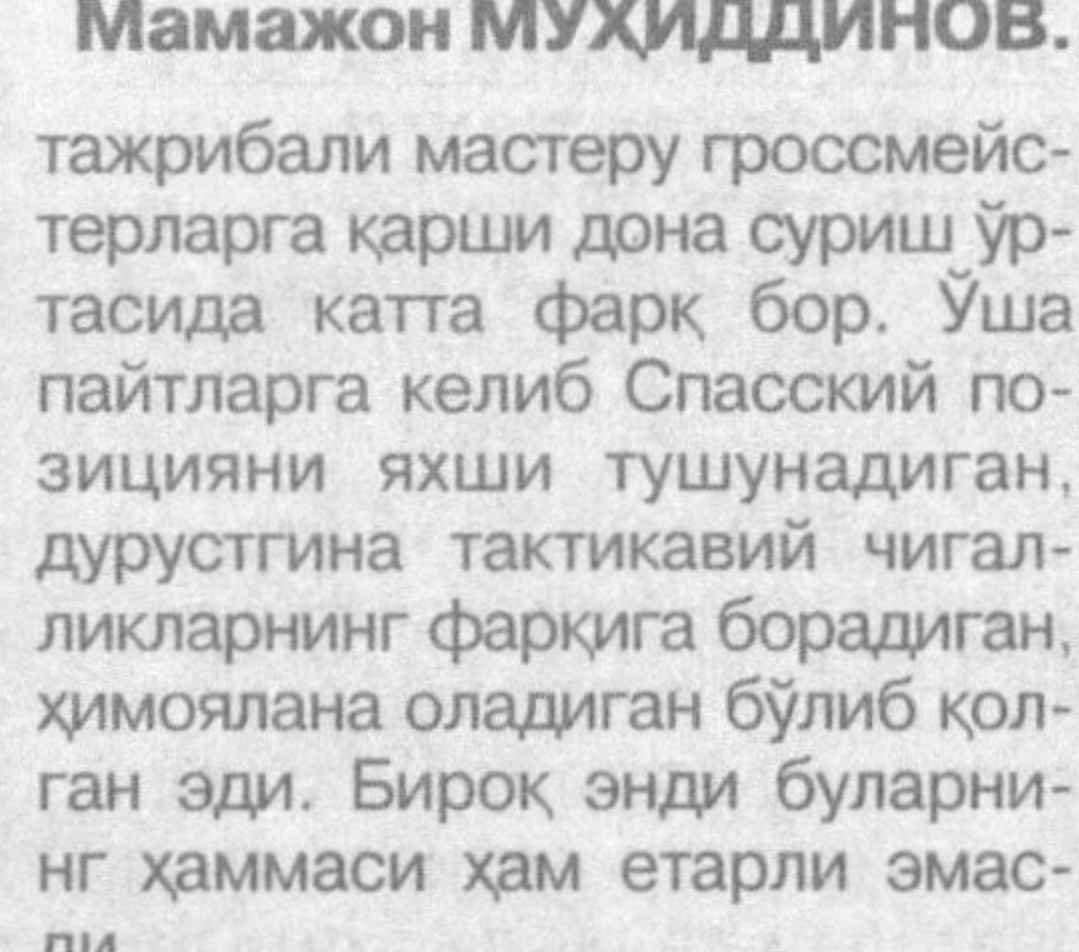 Мамажон МУҲИДДИНОВ.
тажрибали мастеру гроссмейс-
терларга қарши дона суриш ўр-
тасида катта фарқ бор. Ўша
пайтларга келиб Спасский по-
зицияни яхши тушунадиган,
дурустгина тактикавий чигал-
ликларнинг фарқига борадиган,
ҳимоялана оладиган бўлиб қол-
ган эди. Бироқ энди буларни-
нг ҳаммаси ҳам етарли эмас-
ди